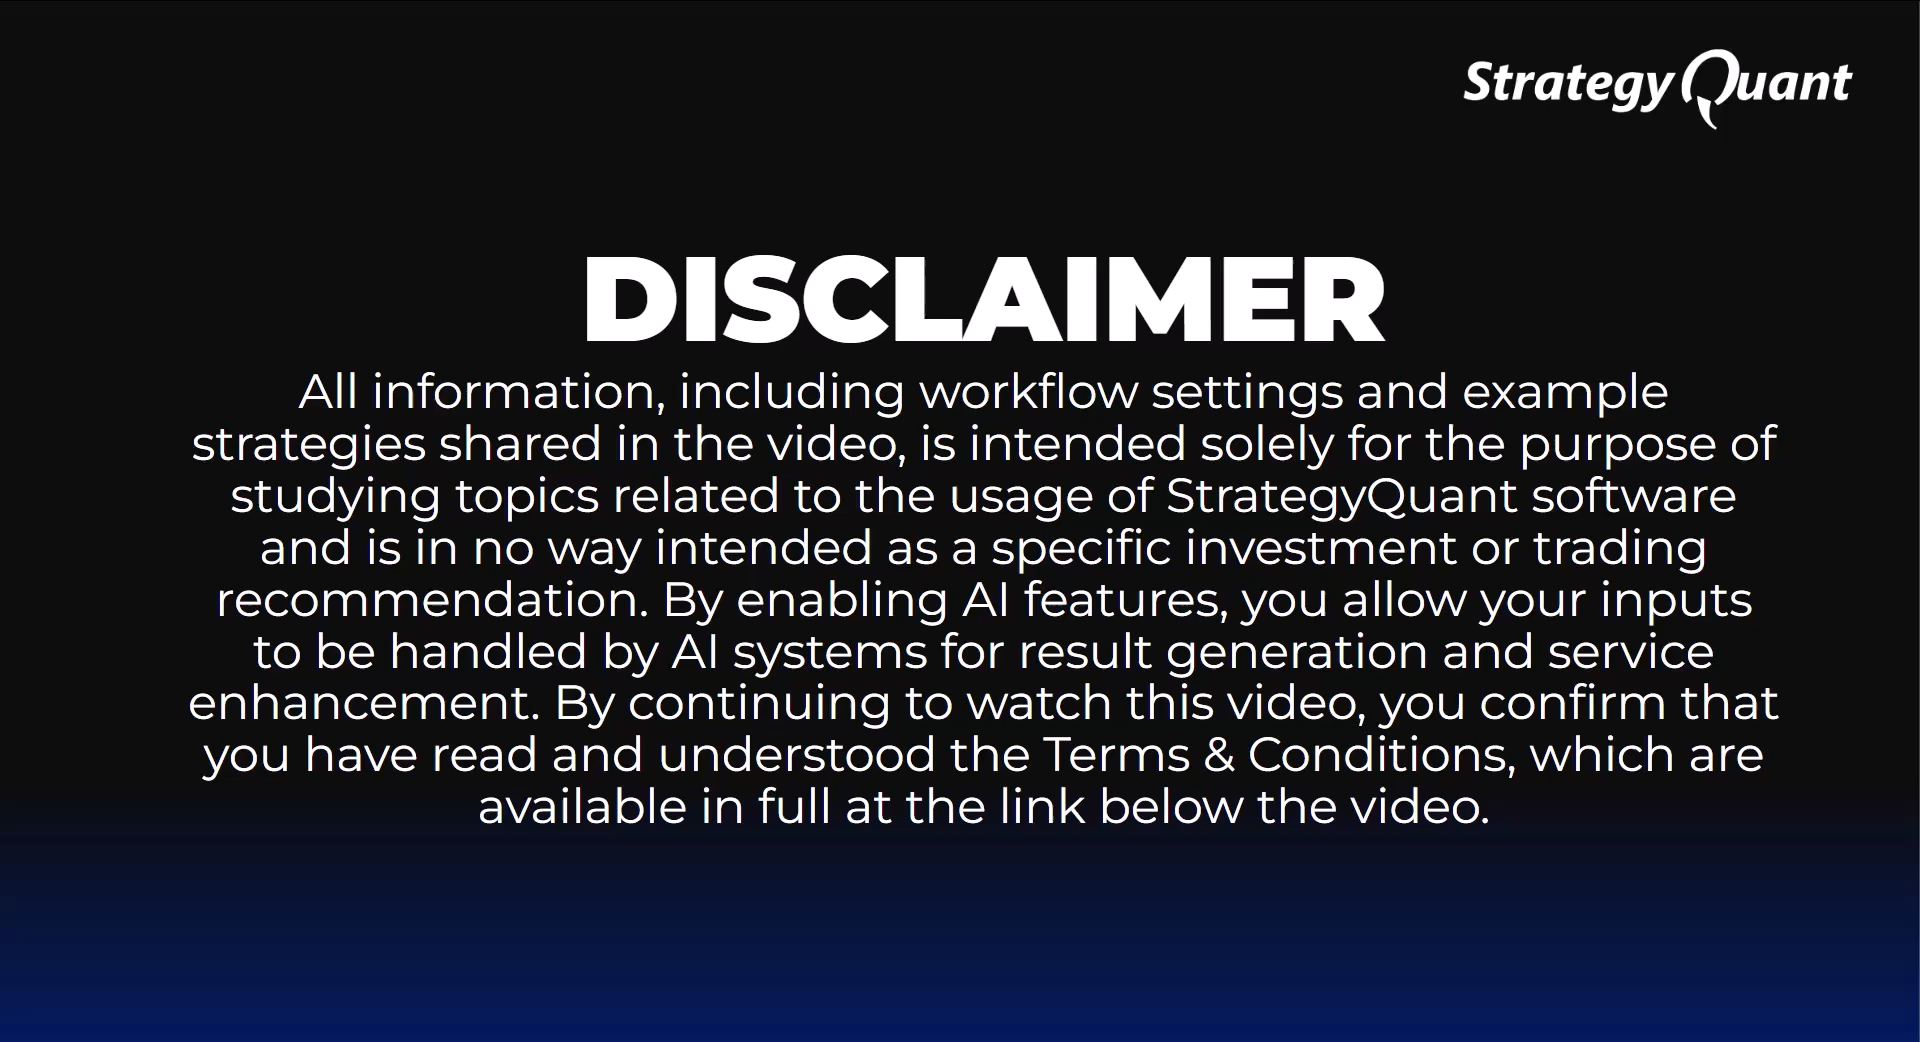 StrategyQuant
DISCLAIMER
All information, including workflow settings and example
strategies shared in the video, is intended solely for the purpose of
studying topics related to the usage of StrategyQuant software
and is in no way intended as a specific investment or trading
recommendation. By enabling AI features, you allow your inputs
to be handled by AI systems for result generation and service
enhancement. By continuing to watch this video, you confirm that
you have read and understood the Terms & Conditions, which are
available in full at the link below the video.